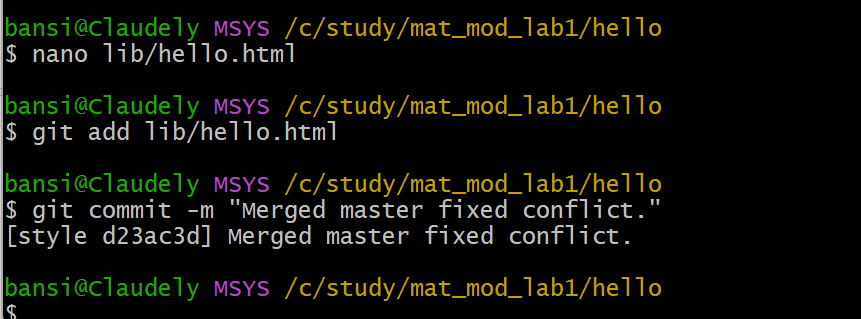 bansi@Claudely MSYS /c/study/mat_mod_lab1/hello
$ nano lib/hello.html
bansi@Claudely MSYS /c/study/mat_mod_lab1/hello
$ git add lib/hello.html
bansi@Claudely MSYS /c/study/mat_mod_lab1/hello
$ git commit -m "Merged master fixed conflict."
[style d23ac3d] Merged master fixed conflict.
bansi@Claudely MSYS /c/study/mat_mod_lab1/hello
$